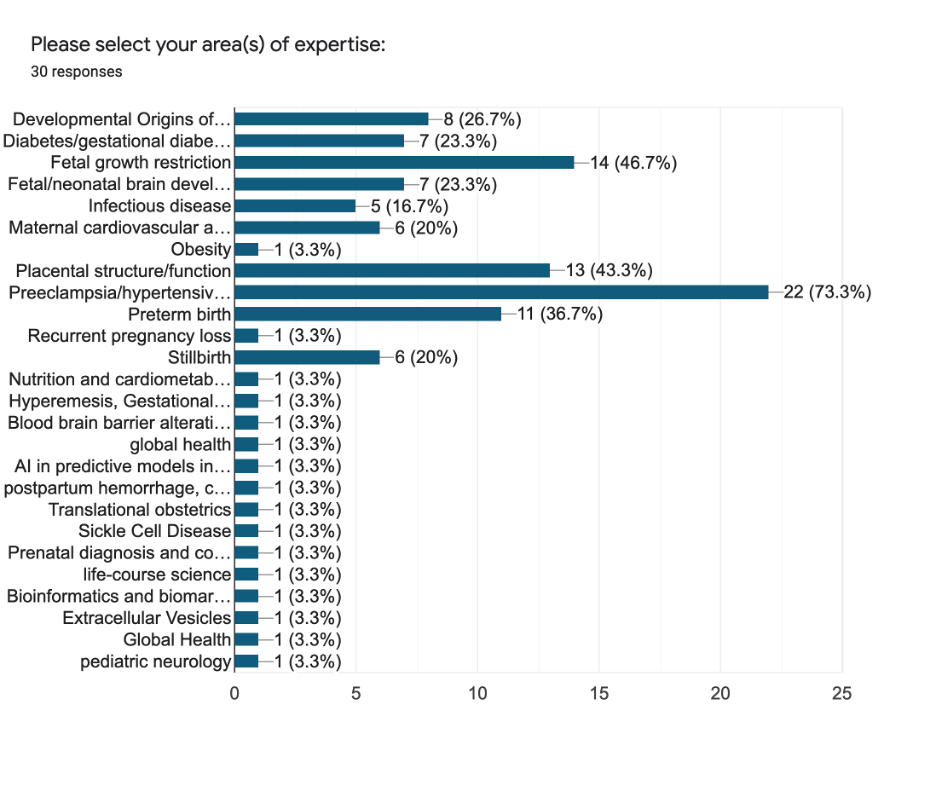 Please select your area(s) of expertise:
30 responses
Developmental Origins of... 8 (26.7%)
Diabetes/gestational diabe... 7 (23.3%)
Fetal growth restriction 14 (46.7%)
Fetal/neonatal brain devel... 7 (23.3%)
Infectious disease 5 (16.7%)
Maternal cardiovascular a... 6 (20%)
Obesity 1 (3.3%)
Placental structure/function 13 (43.3%)
Preeclampsia/hypertensiv... 22 (73.3%)
Preterm birth 11 (36.7%)
Recurrent pregnancy loss 1 (3.3%)
Stillbirth 6 (20%)
Nutrition and cardiometab... 1 (3.3%)
Hyperemesis, Gestational... 1 (3.3%)
Blood brain barrier alterati... 1 (3.3%)
global health 1 (3.3%)
AI in predictive models in... 1 (3.3%)
postpartum hemorrhage, c... 1 (3.3%)
Translational obstetrics 1 (3.3%)
Sickle Cell Disease 1 (3.3%)
Prenatal diagnosis and co... 1 (3.3%)
life-course science 1 (3.3%)
Bioinformatics and biomar... 1 (3.3%)
Extracellular Vesicles 1 (3.3%)
Global Health 1 (3.3%)
pediatric neurology 1 (3.3%)
0 5 10 15 20 25